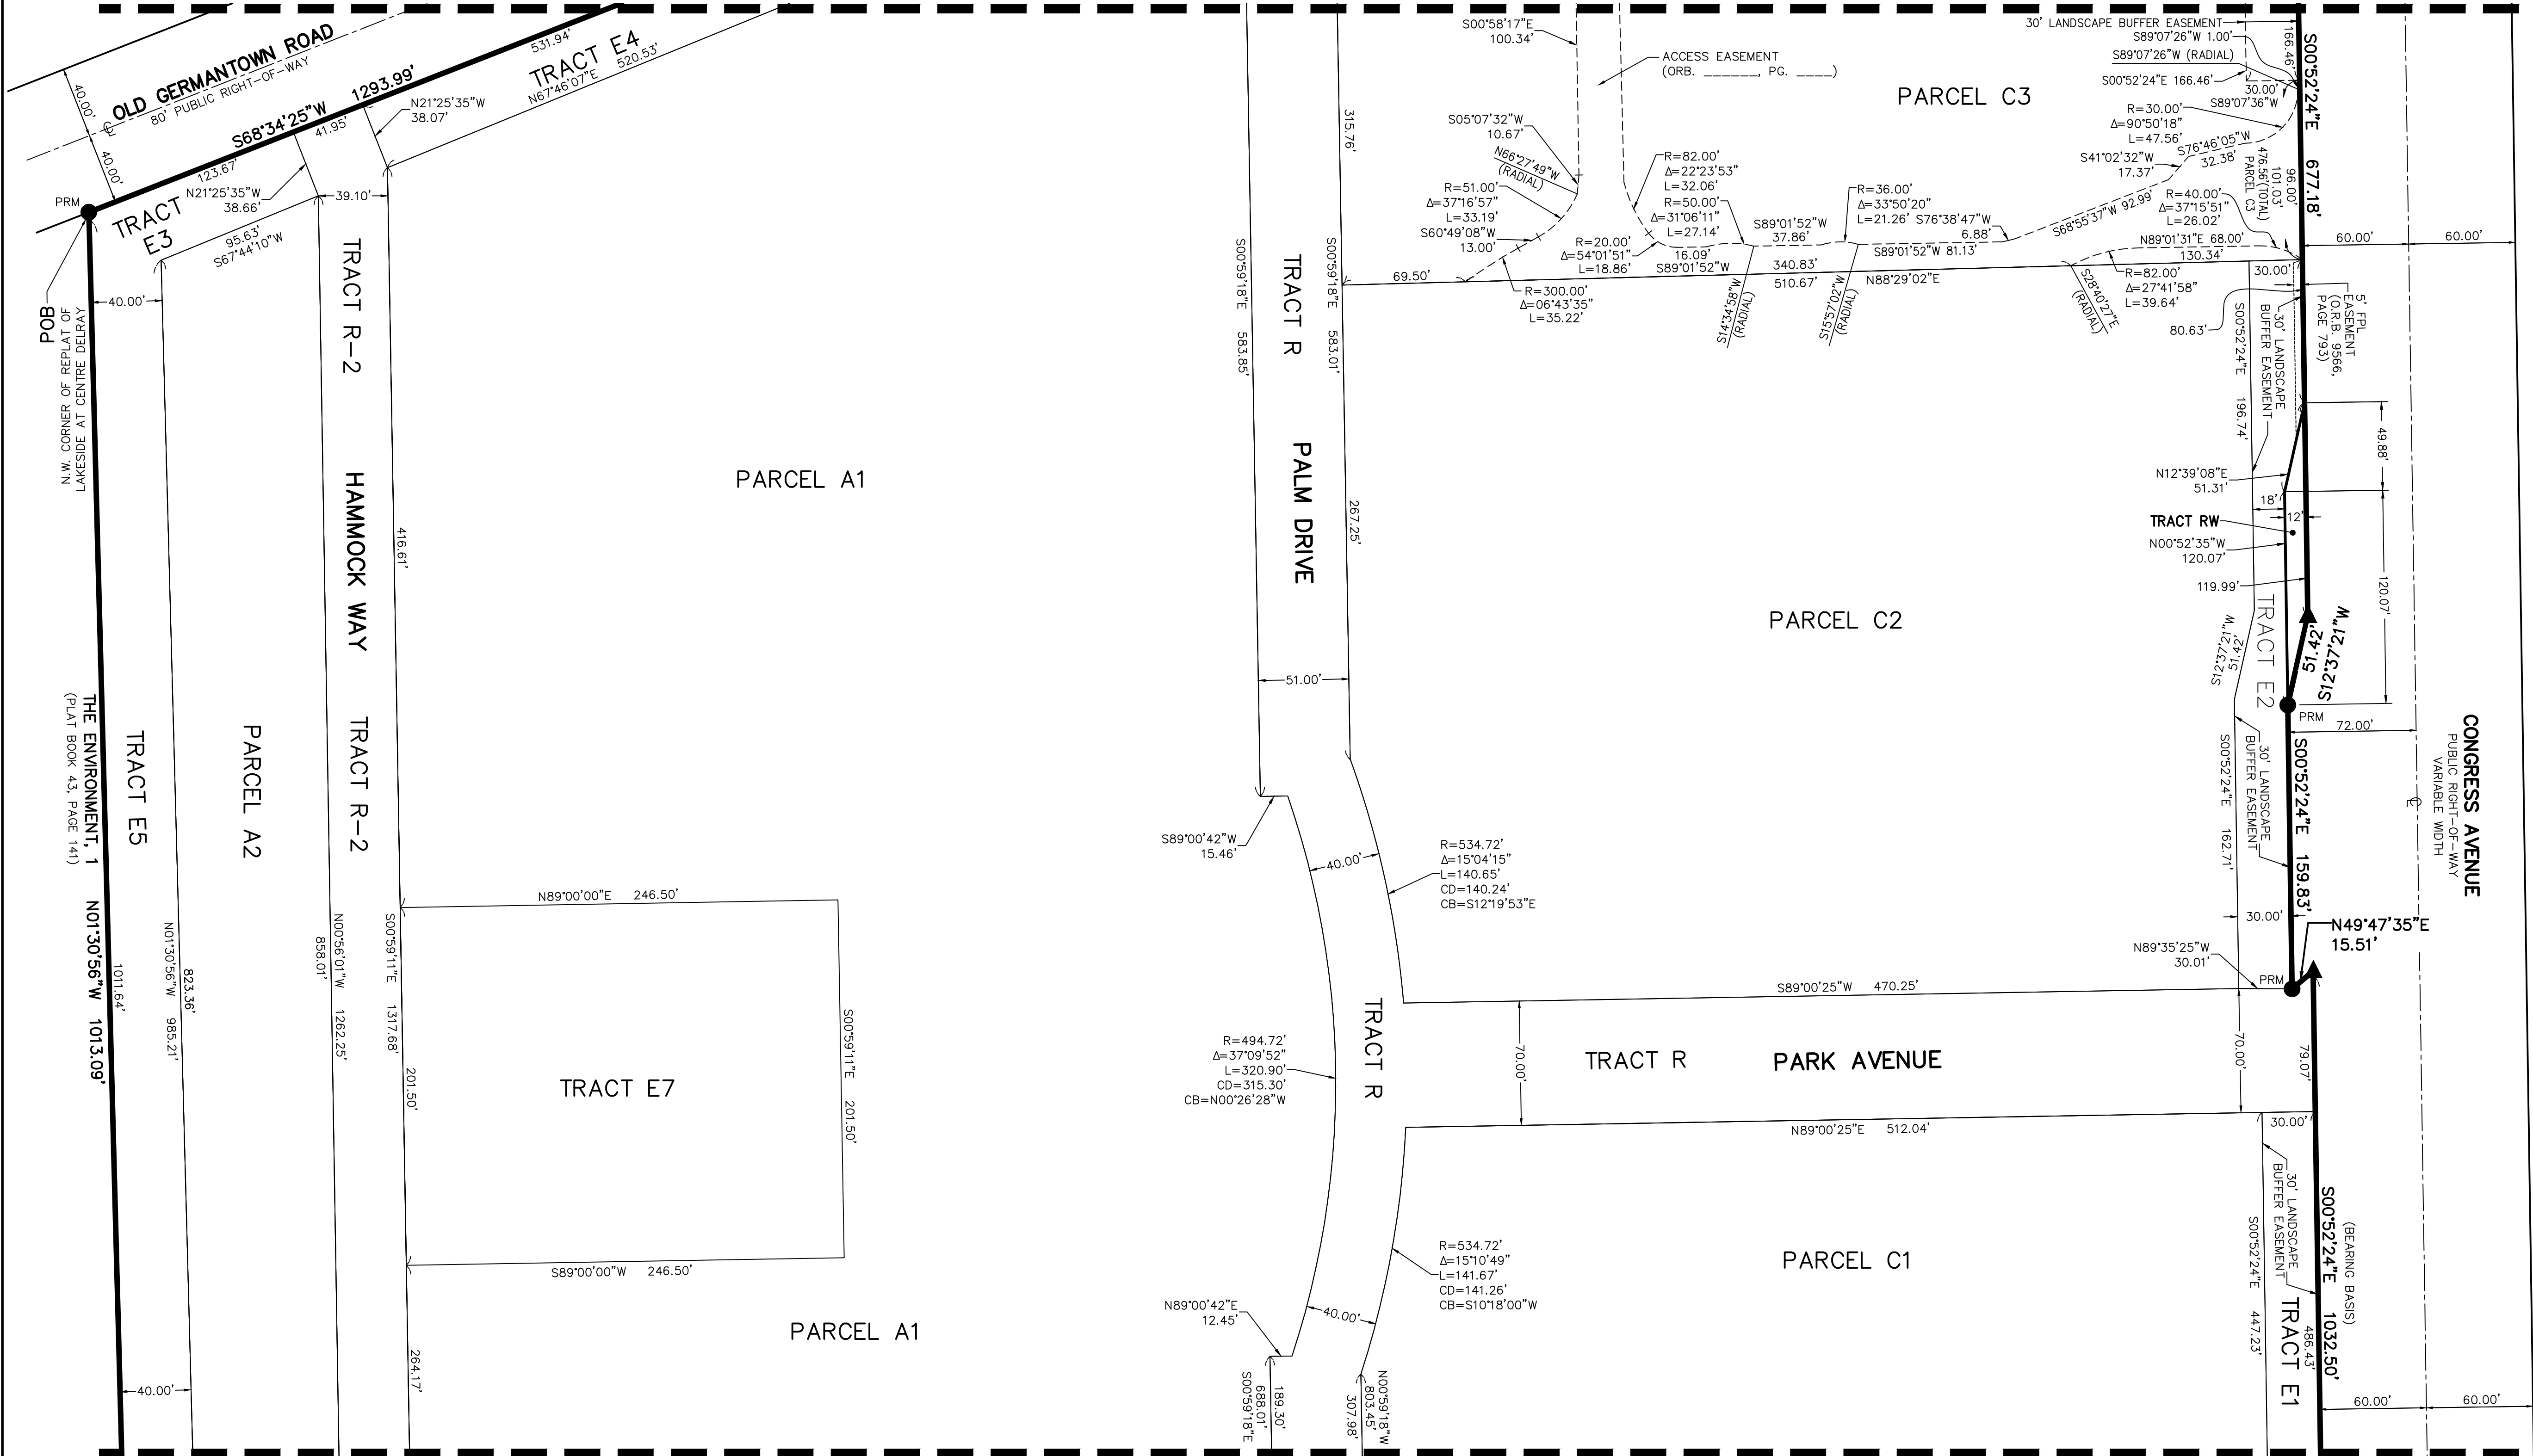 OLD GERMANTOWN ROAD
80' PUBLIC RIGHT-OF-WAY
40.00'
40.00'
℄
S68°34'25"W 1293.99'
531.94'
TRACT E4
N67°46'07"E 520.53'
41.95'
123.67'
N21°25'35"W
38.07'
N21°25'35"W
38.66'
39.10'
PRM
TRACT
E3
95.63'
S67°44'10"W
POB
N.W. CORNER OF REPLAT OF
LAKESIDE AT CENTRE DELRAY
40.00'
TRACT R-2
HAMMOCK WAY
TRACT R-2
416.61'
PARCEL A1
THE ENVIRONMENT, 1
(PLAT BOOK 43, PAGE 141)
N01°30'56"W 1013.09'
1011.64'
TRACT E5
PARCEL A2
823.36'
N01°30'56"W 985.21'
858.01'
N00°56'01"W 1262.25'
S00°59'11"E 1317.68'
201.50'
264.17'
40.00'
N89°00'00"E 246.50'
S00°59'11"E 201.50'
TRACT E7
S89°00'00"W 246.50'
PARCEL A1
S00°59'18"E 583.85'
TRACT R
PALM DRIVE
S00°59'18"E 583.01'
315.76'
267.25'
51.00'
S89°00'42"W
15.46'
40.00'
R=534.72'
Δ=15°04'15"
L=140.65'
CD=140.24'
CB=S12°19'53"E
R=494.72'
Δ=37°09'52"
L=320.90'
CD=315.30'
CB=N00°26'28"W
TRACT R
N89°00'42"E
12.45'
40.00'
R=534.72'
Δ=15°10'49"
L=141.67'
CD=141.26'
CB=S10°18'00"W
189.30'
688.01'
S00°59'18"E
N00°59'18"W
803.45'
307.98'
S00°58'17"E
100.34'
ACCESS EASEMENT
(ORB. ______, PG. ____)
PARCEL C3
S05°07'32"W
10.67'
N66°27'49"W
(RADIAL)
R=51.00'
Δ=37°16'57"
L=33.19'
S60°49'08"W
13.00'
R=82.00'
Δ=22°23'53"
L=32.06'
R=50.00'
Δ=31°06'11"
L=27.14'
R=20.00'
Δ=54°01'51"
L=18.86'
16.09'
S89°01'52"W
S89°01'52"W
37.86'
R=36.00'
Δ=33°50'20"
L=21.26'
S76°38'47"W
6.88'
S89°01'52"W 81.13'
S68°55'37"W 92.99'
69.50'
340.83'
510.67'
N88°29'02"E
R=300.00'
Δ=06°43'35"
L=35.22'
S14°34'58"W
(RADIAL)
S15°57'02"W
(RADIAL)
S28°40'27"E
(RADIAL)
R=82.00'
Δ=27°41'58"
L=39.64'
N89°01'31"E 68.00'
130.34'
30.00'
30' LANDSCAPE BUFFER EASEMENT
S89°07'26"W 1.00'
S89°07'26"W (RADIAL)
S00°52'24"E 166.46'
166.46'
30.00'
S89°07'36"W
R=30.00'
Δ=90°50'18"
L=47.56'
S76°46'05"W
32.38'
S41°02'32"W
17.37'
R=40.00'
Δ=37°15'51"
L=26.02'
96.00'
101.03'
476.56'(TOTAL)
PARCEL C3
S00°52'24"E 677.18'
60.00'
60.00'
5' FPL
EASEMENT
(O.R.B. 9566,
PAGE 793)
80.63'
30' LANDSCAPE
BUFFER EASEMENT
S00°52'24"E 196.74'
49.88'
N12°39'08"E
51.31'
18'
12'
TRACT RW
N00°52'35"W
120.07'
119.99'
120.07'
PARCEL C2
TRACT E2
S12°37'21"W
51.42'
S12°37'21"W
51.42'
PRM
72.00'
CONGRESS AVENUE
PUBLIC RIGHT-OF-WAY
VARIABLE WIDTH
℄
30' LANDSCAPE
BUFFER EASEMENT
S00°52'24"E 162.71'
S00°52'24"E 159.83'
30.00'
N49°47'35"E
15.51'
N89°35'25"W
30.01'
PRM
S89°00'25"W 470.25'
70.00'
TRACT R
PARK AVENUE
70.00'
79.07'
N89°00'25"E 512.04'
30.00'
PARCEL C1
30' LANDSCAPE
BUFFER EASEMENT
S00°52'24"E 447.23'
TRACT E1
486.43'
S00°52'24"E 1032.50'
(BEARING BASIS)
60.00'
60.00'